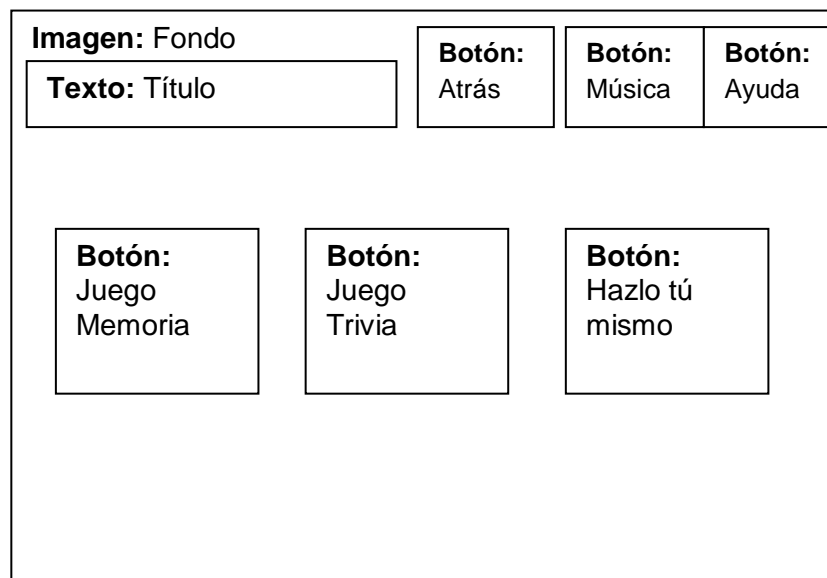 Imagen: Fondo
Texto: Título
Botón:
Atrás
Botón:
Música
Botón:
Ayuda
Botón:
Juego
Memoria
Botón:
Juego
Trivia
Botón:
Hazlo tú
mismo